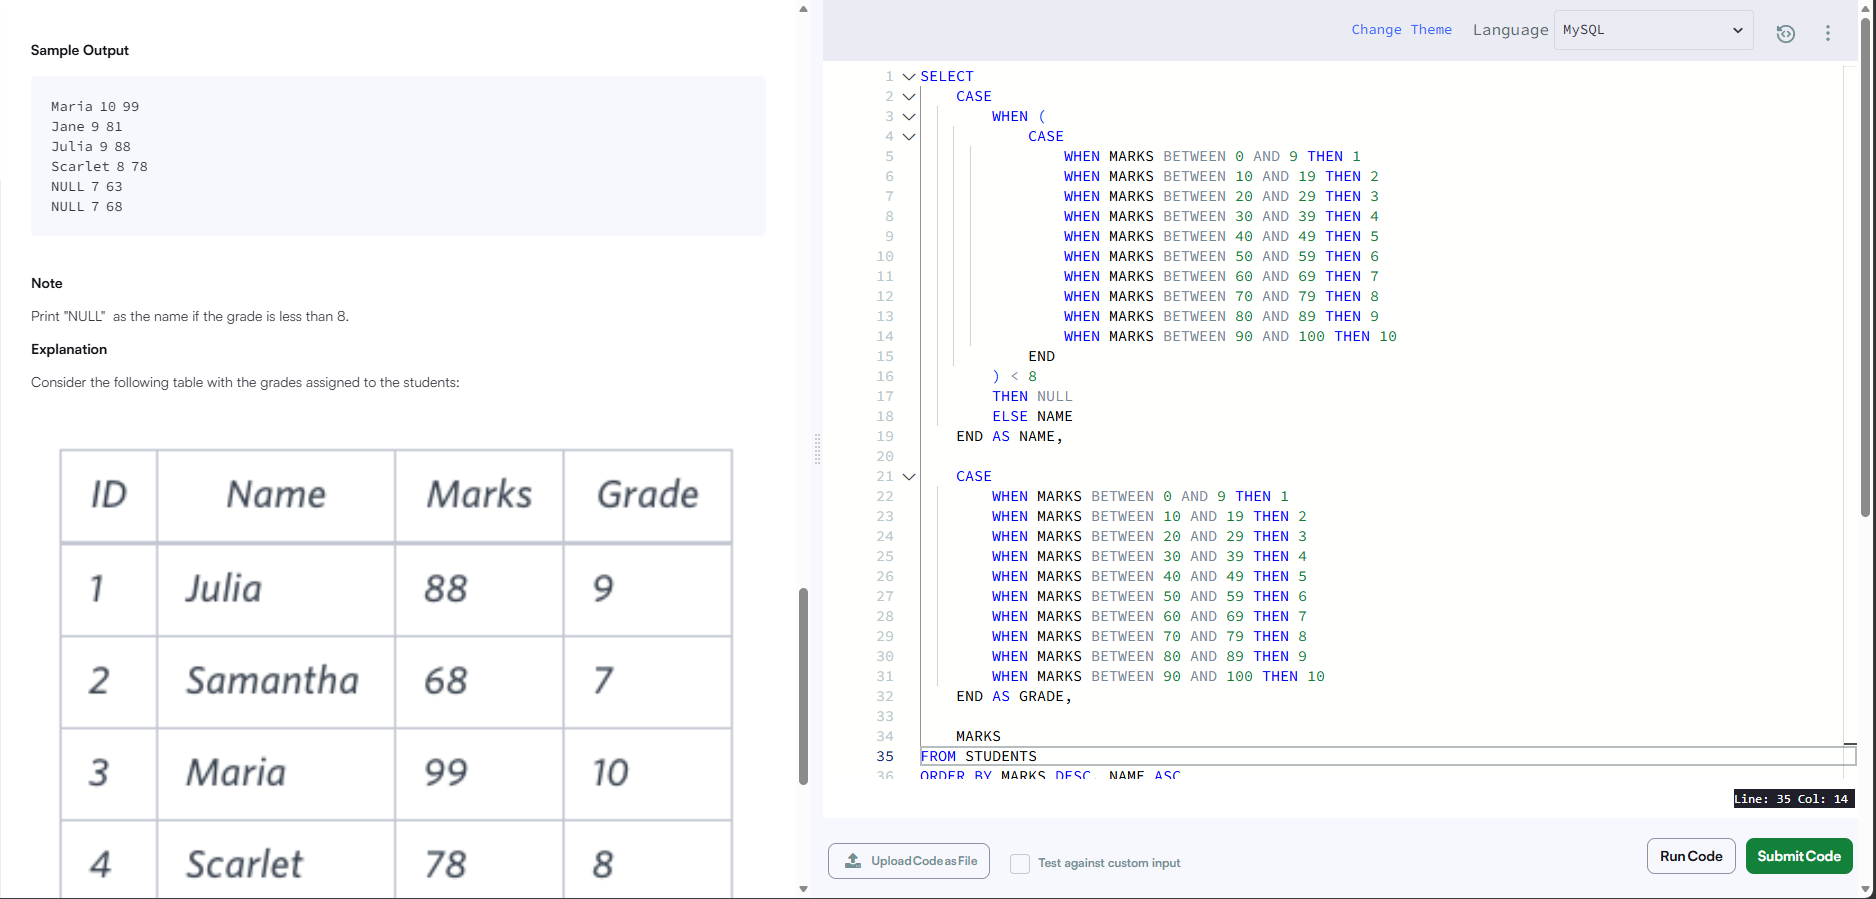 Sample Output
Maria 10 99
Jane 9 81
Julia 9 88
Scarlet 8 78
NULL 7 63
NULL 7 68
Note
Print "NULL" as the name if the grade is less than 8.
Explanation
Consider the following table with the grades assigned to the students:
ID Name Marks Grade
1 Julia 88 9
2 Samantha 68 7
3 Maria 99 10
4 Scarlet 78 8
Change Theme Language MySQL
1 SELECT
2 CASE
3 WHEN (
4 CASE
5 WHEN MARKS BETWEEN 0 AND 9 THEN 1
6 WHEN MARKS BETWEEN 10 AND 19 THEN 2
7 WHEN MARKS BETWEEN 20 AND 29 THEN 3
8 WHEN MARKS BETWEEN 30 AND 39 THEN 4
9 WHEN MARKS BETWEEN 40 AND 49 THEN 5
10 WHEN MARKS BETWEEN 50 AND 59 THEN 6
11 WHEN MARKS BETWEEN 60 AND 69 THEN 7
12 WHEN MARKS BETWEEN 70 AND 79 THEN 8
13 WHEN MARKS BETWEEN 80 AND 89 THEN 9
14 WHEN MARKS BETWEEN 90 AND 100 THEN 10
15 END
16 ) < 8
17 THEN NULL
18 ELSE NAME
19 END AS NAME,
20
21 CASE
22 WHEN MARKS BETWEEN 0 AND 9 THEN 1
23 WHEN MARKS BETWEEN 10 AND 19 THEN 2
24 WHEN MARKS BETWEEN 20 AND 29 THEN 3
25 WHEN MARKS BETWEEN 30 AND 39 THEN 4
26 WHEN MARKS BETWEEN 40 AND 49 THEN 5
27 WHEN MARKS BETWEEN 50 AND 59 THEN 6
28 WHEN MARKS BETWEEN 60 AND 69 THEN 7
29 WHEN MARKS BETWEEN 70 AND 79 THEN 8
30 WHEN MARKS BETWEEN 80 AND 89 THEN 9
31 WHEN MARKS BETWEEN 90 AND 100 THEN 10
32 END AS GRADE,
33
34 MARKS
35 FROM STUDENTS
36 ORDER BY MARKS DESC, NAME ASC
Line: 35 Col: 14
Upload Code as File
Test against custom input
Run Code
Submit Code